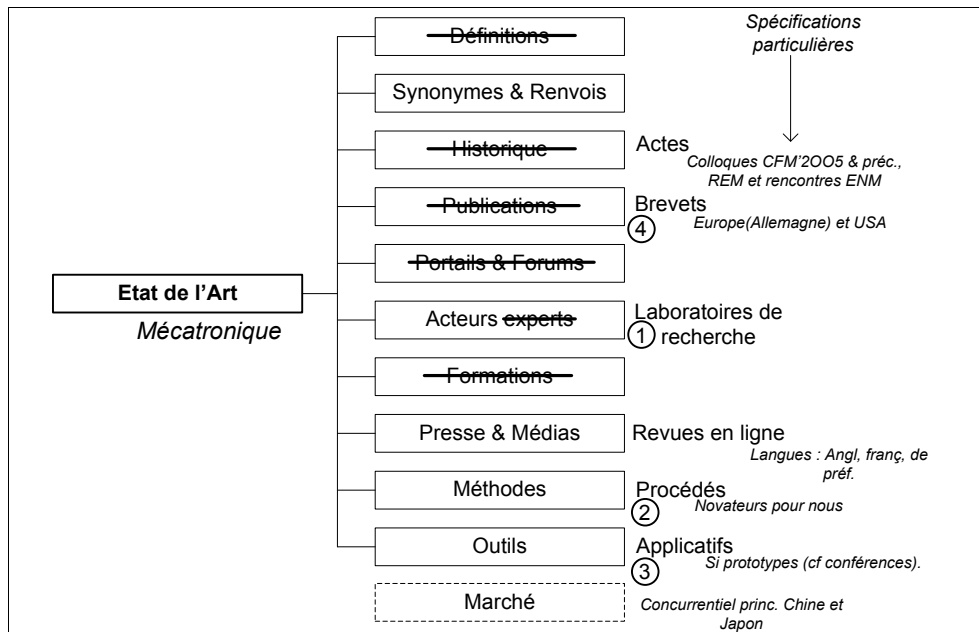 Définitions
Spécifications
particulières
Synonymes & Renvois
Historique
Actes
Colloques CFM'2OO5 & préc.,
REM et rencontres ENM
Publications
Brevets
4
Europe(Allemagne) et USA
Portails & Forums
Etat de l'Art
Mécatronique
Acteurs experts
Laboratoires de
1 recherche
Formations
Presse & Médias
Revues en ligne
Langues : Angl, franç, de
préf.
Méthodes
Procédés
2
Novateurs pour nous
Outils
Applicatifs
3
Si prototypes (cf conférences).
Marché
Concurrentiel princ. Chine et
Japon